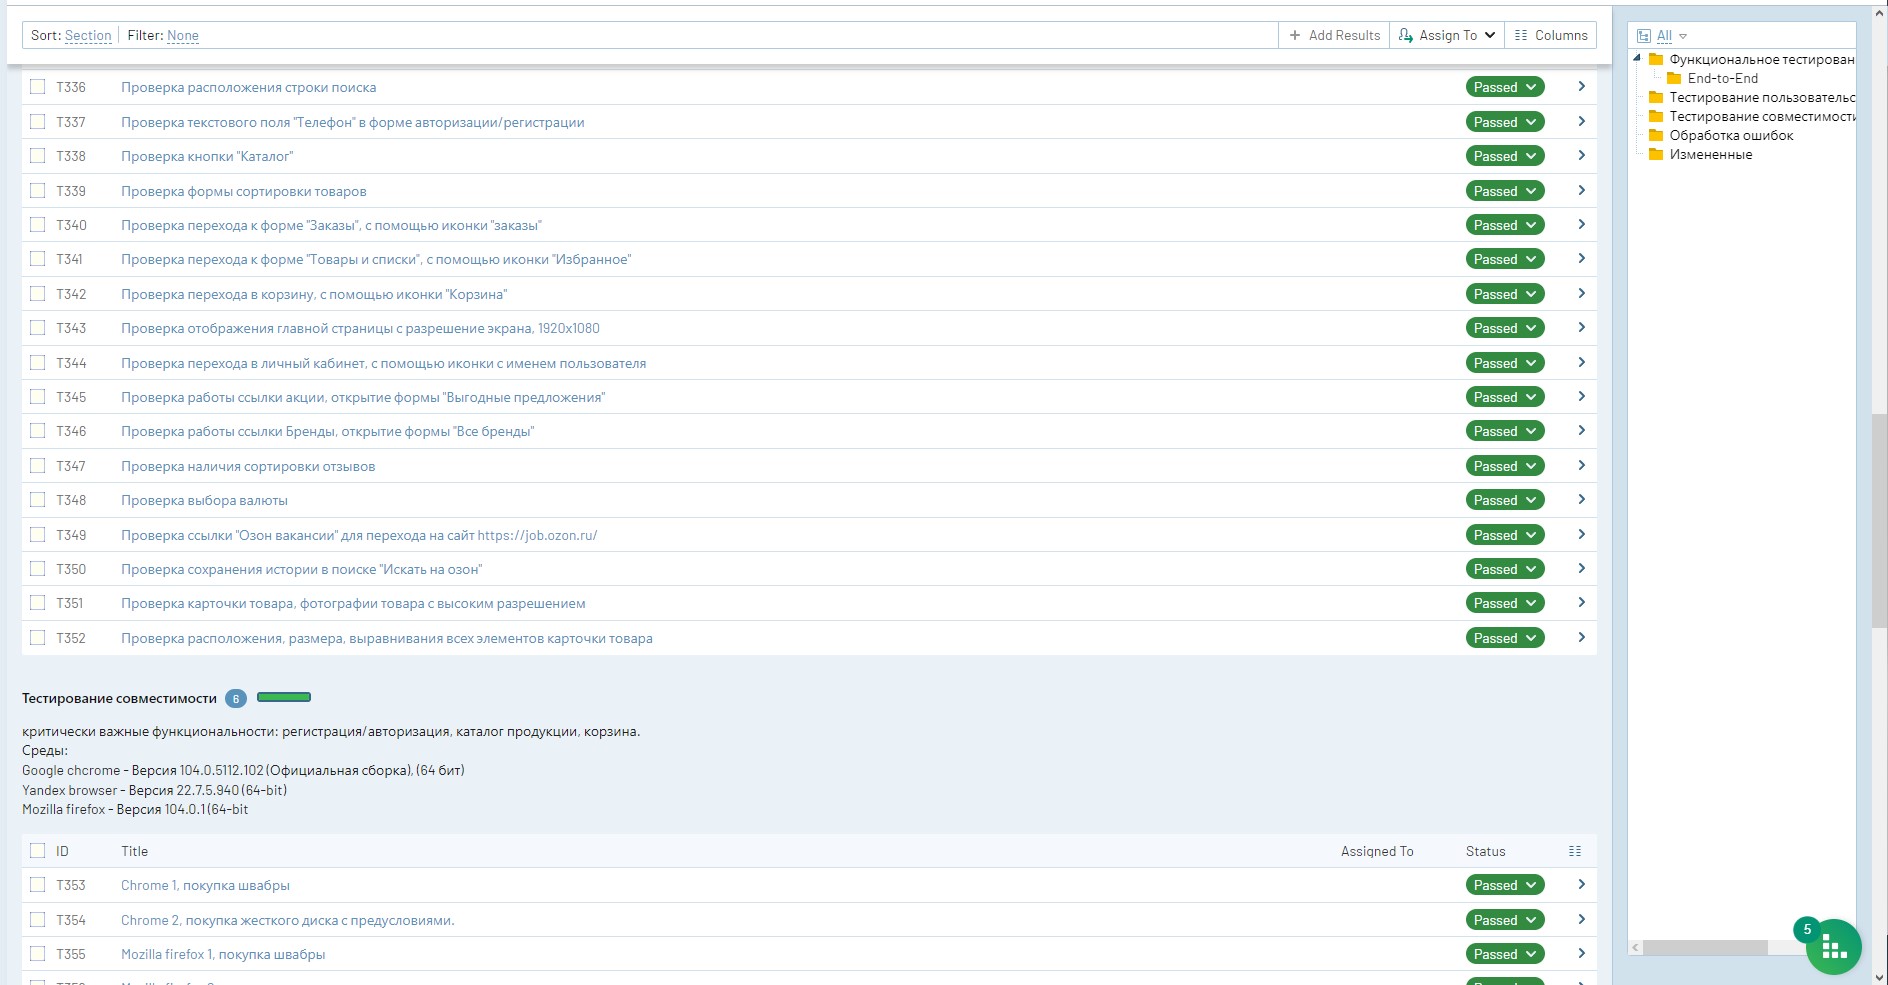 Sort: Section Filter: None Add Results Assign To Columns
T336 Проверка расположения строки поиска Passed
T337 Проверка текстового поля "Телефон" в форме авторизации/регистрации Passed
T338 Проверка кнопки "Каталог" Passed
T339 Проверка формы сортировки товаров Passed
T340 Проверка перехода к форме "Заказы", с помощью иконки "заказы" Passed
T341 Проверка перехода к форме "Товары и списки", с помощью иконки "Избранное" Passed
T342 Проверка перехода в корзину, с помощью иконки "Корзина" Passed
T343 Проверка отображения главной страницы с разрешение экрана, 1920x1080 Passed
T344 Проверка перехода в личный кабинет, с помощью иконки с именем пользователя Passed
T345 Проверка работы ссылки акции, открытие формы "Выгодные предложения" Passed
T346 Проверка работы ссылки Бренды, открытие формы "Все бренды" Passed
T347 Проверка наличия сортировки отзывов Passed
T348 Проверка выбора валюты Passed
T349 Проверка ссылки "Озон вакансии" для перехода на сайт https://job.ozon.ru/ Passed
T350 Проверка сохранения истории в поиске "Искать на озон" Passed
T351 Проверка карточки товара, фотографии товара с высоким разрешением Passed
T352 Проверка расположения, размера, выравнивания всех элементов карточки товара Passed
Тестирование совместимости 6
критически важные функциональности: регистрация/авторизация, каталог продукции, корзина.
Среды:
Google chcrome - Версия 104.0.5112.102 (Официальная сборка), (64 бит)
Yandex browser - Версия 22.7.5.940 (64-bit)
Mozilla firefox - Версия 104.0.1 (64-bit
ID Title Assigned To Status
T353 Chrome 1, покупка швабры Passed
T354 Chrome 2, покупка жесткого диска с предусловиями. Passed
T355 Mozilla firefox 1, покупка швабры Passed
All
Функциональное тестирован
End-to-End
Тестирование пользовательс
Тестирование совместимости
Обработка ошибок
Измененные
5